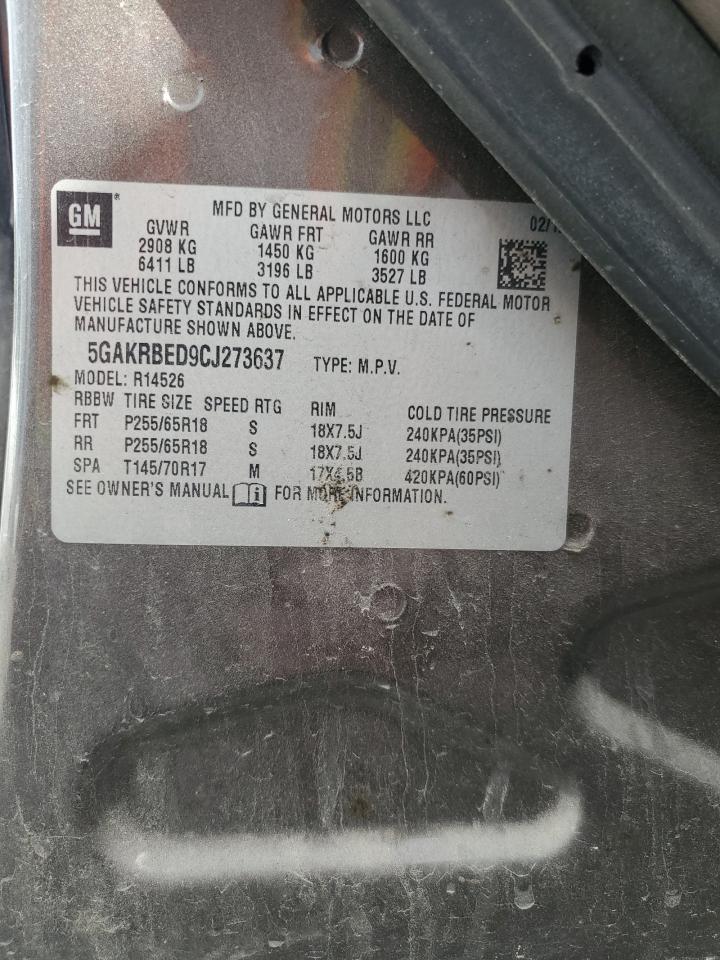 GM®
MFD BY GENERAL MOTORS LLC
GVWR GAWR FRT GAWR RR
2908 KG 1450 KG 1600 KG
6411 LB 3196 LB 3527 LB
THIS VEHICLE CONFORMS TO ALL APPLICABLE U.S. FEDERAL MOTOR
VEHICLE SAFETY STANDARDS IN EFFECT ON THE DATE OF
MANUFACTURE SHOWN ABOVE.
5GAKRBED9CJ273637 TYPE: M.P.V.
MODEL: R14526
RBBW TIRE SIZE SPEED RTG RIM COLD TIRE PRESSURE
FRT P255/65R18 S 18X7.5J 240KPA(35PSI)
RR P255/65R18 S 18X7.5J 240KPA(35PSI)
SPA T145/70R17 M 17X4.5B 420KPA(60PSI)
SEE OWNER'S MANUAL FOR MORE INFORMATION.